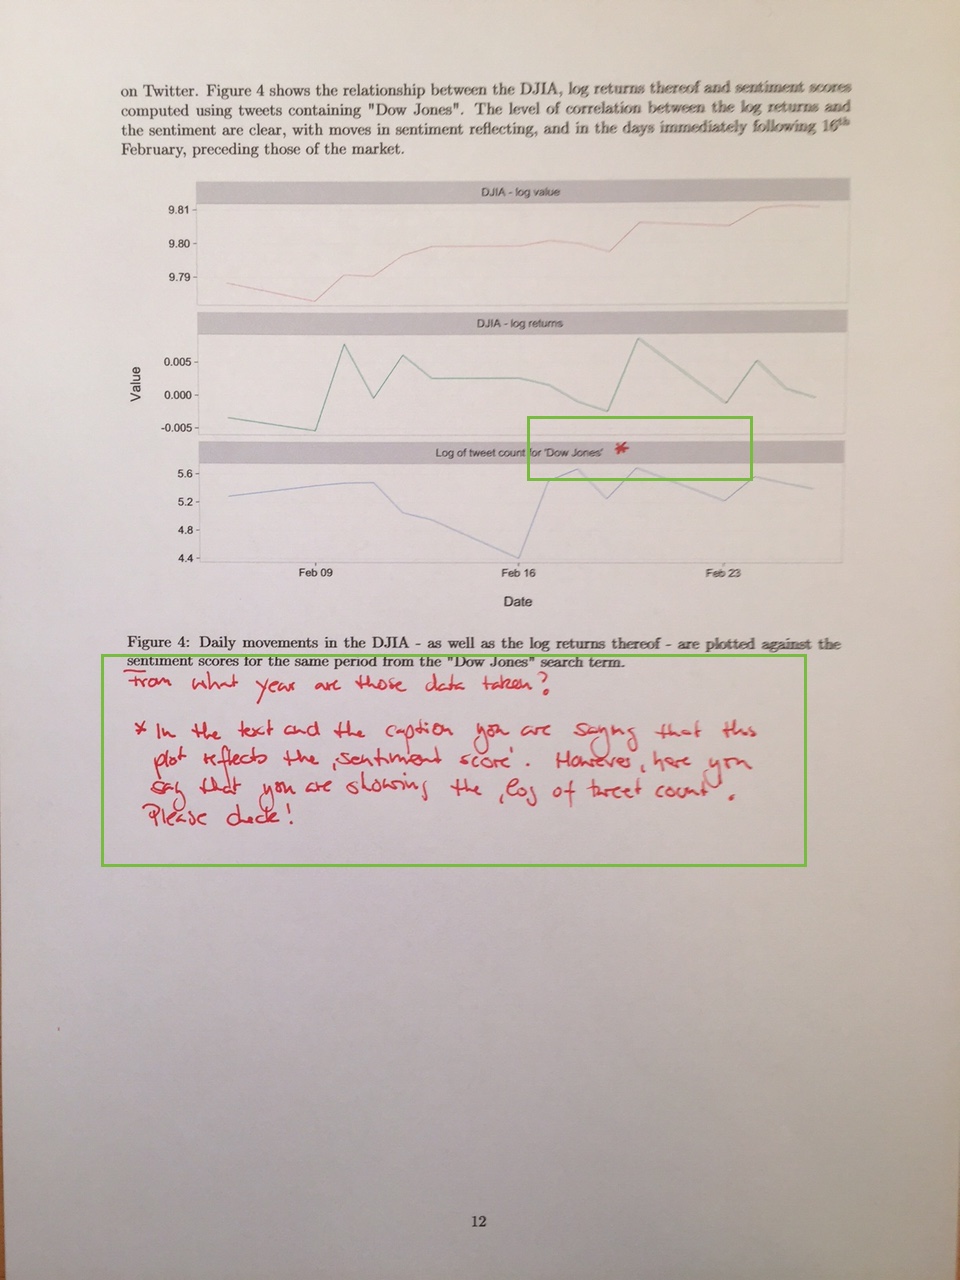 on Twitter. Figure 4 shows the relationship between the DJIA, log returns thereof and sentiment scores
computed using tweets containing "Dow Jones". The level of correlation between the log returns and
the sentiment are clear, with moves in sentiment reflecting, and in the days immediately following 16th
February, preceding those of the market.
DJIA - log value
9.81
9.80
9.79
DJIA - log returns
0.005
0.000
-0.005
Value
Log of tweet count for 'Dow Jones' *
5.6
5.2
4.8
4.4
Feb 09 Feb 16 Feb 23
Date
Figure 4: Daily movements in the DJIA - as well as the log returns thereof - are plotted against the
sentiment scores for the same period from the "Dow Jones" search term.
From what year are those data taken?
* In the text and the caption you are saying that this
plot reflects the ‚sentiment score'. However, here you
say that you are showing the ‚log of tweet count'.
Please check!
12